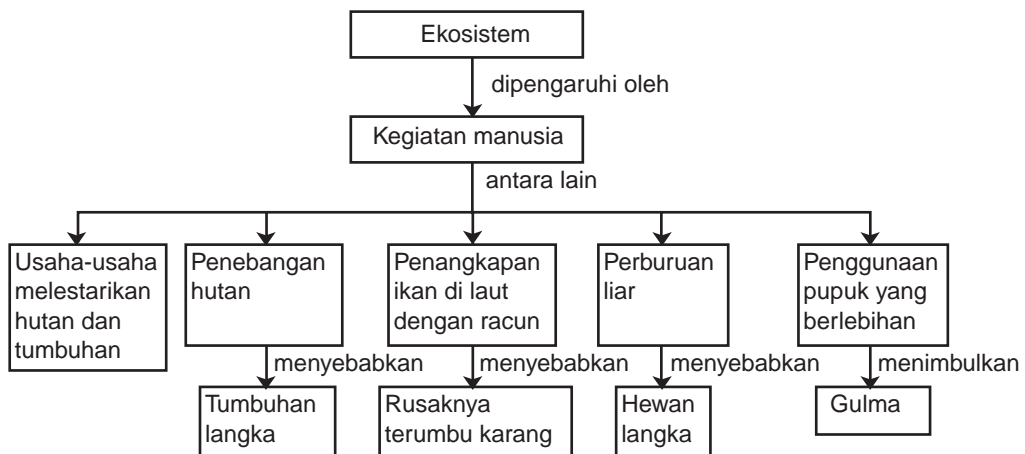 Ekosistem
dipengaruhi oleh
Kegiatan manusia
antara lain
Usaha-usaha
melestarikan
hutan dan
tumbuhan
Penebangan
hutan
Penangkapan
ikan di laut
dengan racun
Perburuan
liar
Penggunaan
pupuk yang
berlebihan
menyebabkan
menyebabkan
menyebabkan
menimbulkan
Tumbuhan
langka
Rusaknya
terumbu karang
Hewan
langka
Gulma